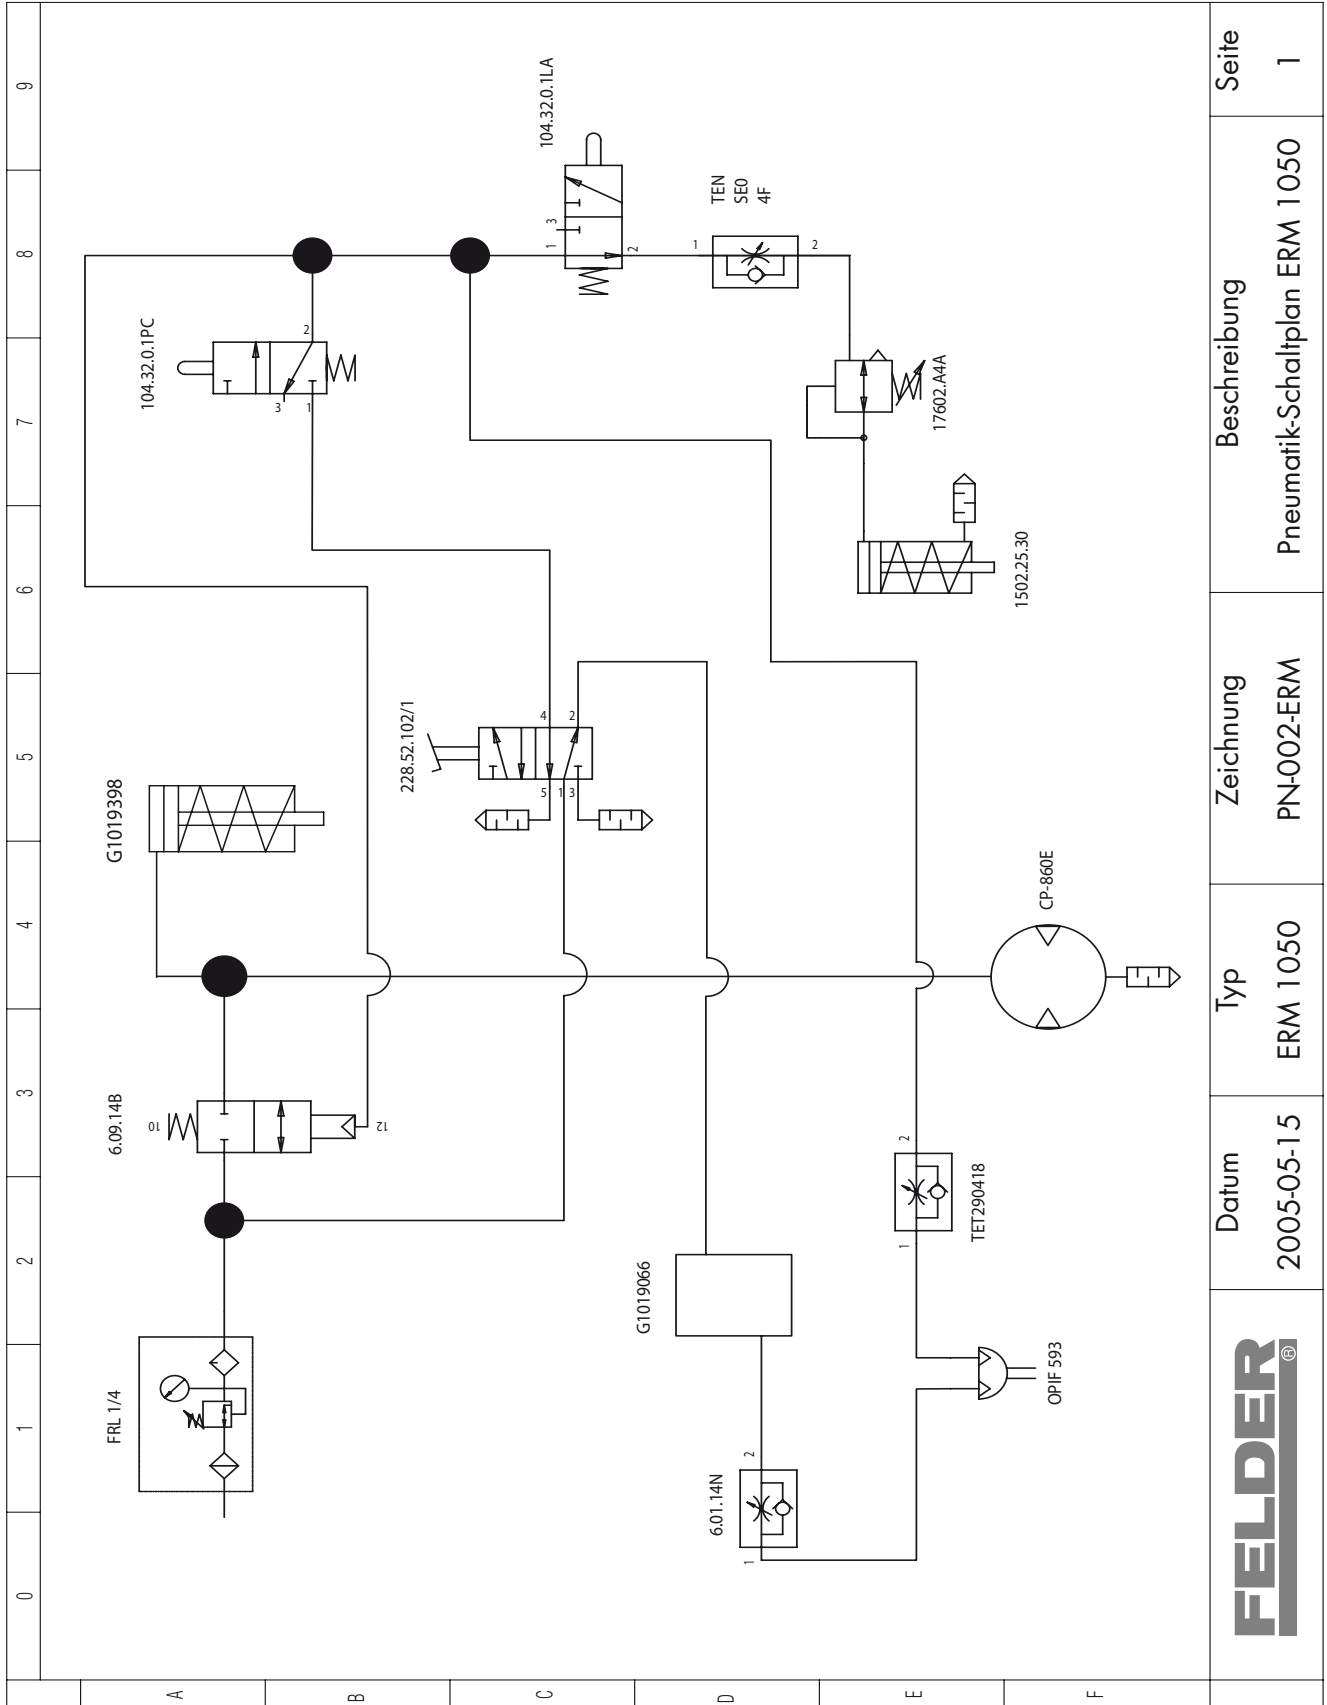 0 1 2 3 4 5 6 7 8 9
A
B
C
D
E
F
FRL 1/4
6.09.14B
10
12
G1019398
104.32.0.1PC
2
3
1
228.52.102/1
4
2
5
1
3
104.32.0.1LA
1
3
2
TEN
SE0
4F
1
2
17602.A4A
1502.25.30
G1019066
6.01.14N
1
2
TET290418
1
2
OPIF 593
CP-860E
FELDER®
Datum
2005-05-15
Typ
ERM 1050
Zeichnung
PN-002-ERM
Beschreibung
Pneumatik-Schaltplan ERM 1050
Seite
1